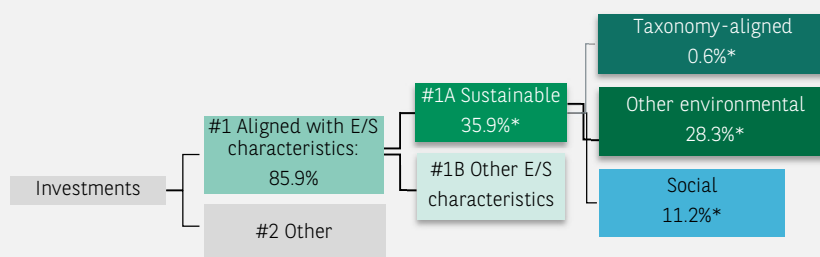 Taxonomy-aligned
0.6%*
#1A Sustainable
35.9%*
Other environmental
28.3%*
#1 Aligned with E/S
characteristics:
85.9%
#1B Other E/S
characteristics
Investments
Social
11.2%*
#2 Other